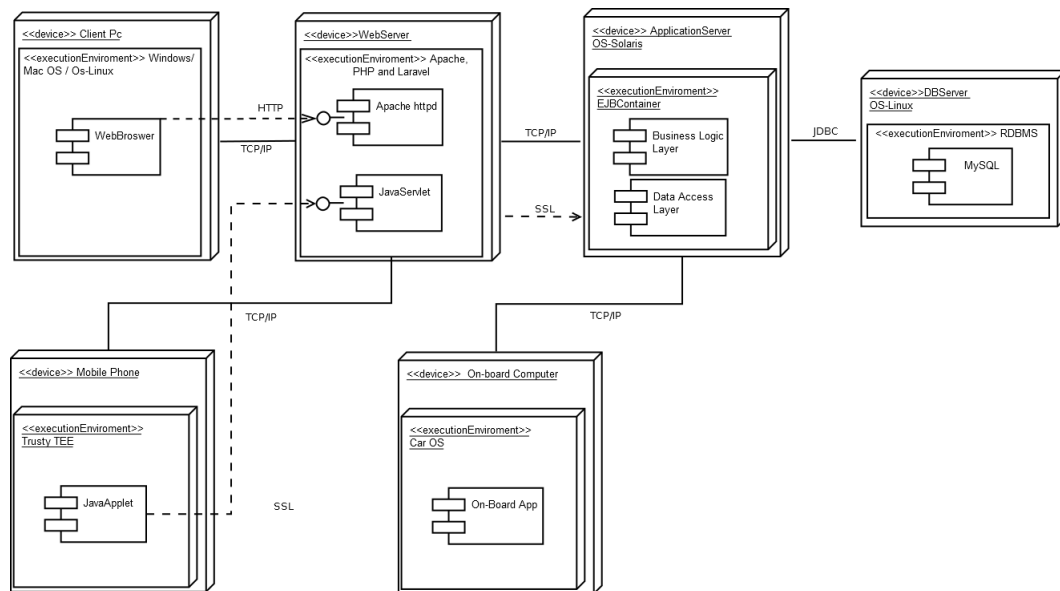 <<device>> Client Pc
<<executionEnviroment>> Windows/
Mac OS / Os-Linux
WebBroswer
HTTP
TCP/IP
<<device>>WebServer
<<executionEnviroment>> Apache,
PHP and Laravel
Apache httpd
JavaServlet
TCP/IP
SSL
<<device>> ApplicationServer
OS-Solaris
<<executionEnviroment>>
EJBContainer
Business Logic
Layer
Data Access
Layer
JDBC
<<device>>DBServer
OS-Linux
<<executionEnviroment>> RDBMS
MySQL
TCP/IP
TCP/IP
<<device>> Mobile Phone
<<executionEnviroment>>
Trusty TEE
JavaApplet
SSL
<<device>> On-board Computer
<<executionEnviroment>>
Car OS
On-Board App